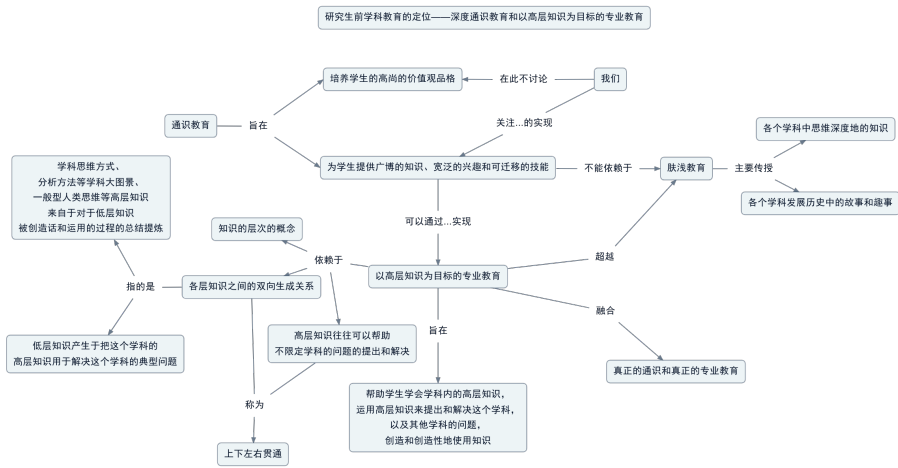 研究生前学科教育的定位——深度通识教育和以高层知识为目标的专业教育
培养学生的高尚的价值观品格
在此不讨论
我们
通识教育
旨在
关注...的实现
各个学科中思维深度地的知识
为学生提供广博的知识、宽泛的兴趣和可迁移的技能
不能依赖于
肤浅教育
主要传授
各个学科发展历史中的故事和趣事
学科思维方式、
分析方法等学科大图景、
一般型人类思维等高层知识
来自于对于低层知识
被创造话和运用的过程的总结提炼
知识的层次的概念
可以通过...实现
依赖于
超越
以高层知识为目标的专业教育
指的是
各层知识之间的双向生成关系
融合
低层知识产生于把这个学科的
高层知识用于解决这个学科的典型问题
高层知识往往可以帮助
不限定学科的问题的提出和解决
旨在
真正的通识和真正的专业教育
称为
帮助学生学会学科内的高层知识，
运用高层知识来提出和解决这个学科，
以及其他学科的问题，
创造和创造性地使用知识
上下左右贯通